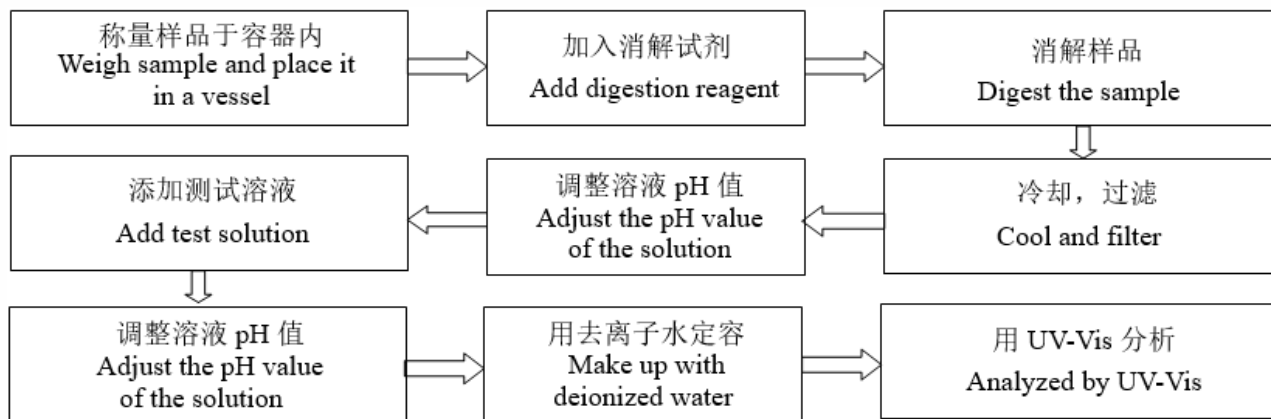 称量样品于容器内
Weigh sample and place it
in a vessel
加入消解试剂
Add digestion reagent
消解样品
Digest the sample
冷却，过滤
Cool and filter
调整溶液 pH 值
Adjust the pH value
of the solution
添加测试溶液
Add test solution
调整溶液 pH 值
Adjust the pH value
of the solution
用去离子水定容
Make up with
deionized water
用 UV-Vis 分析
Analyzed by UV-Vis